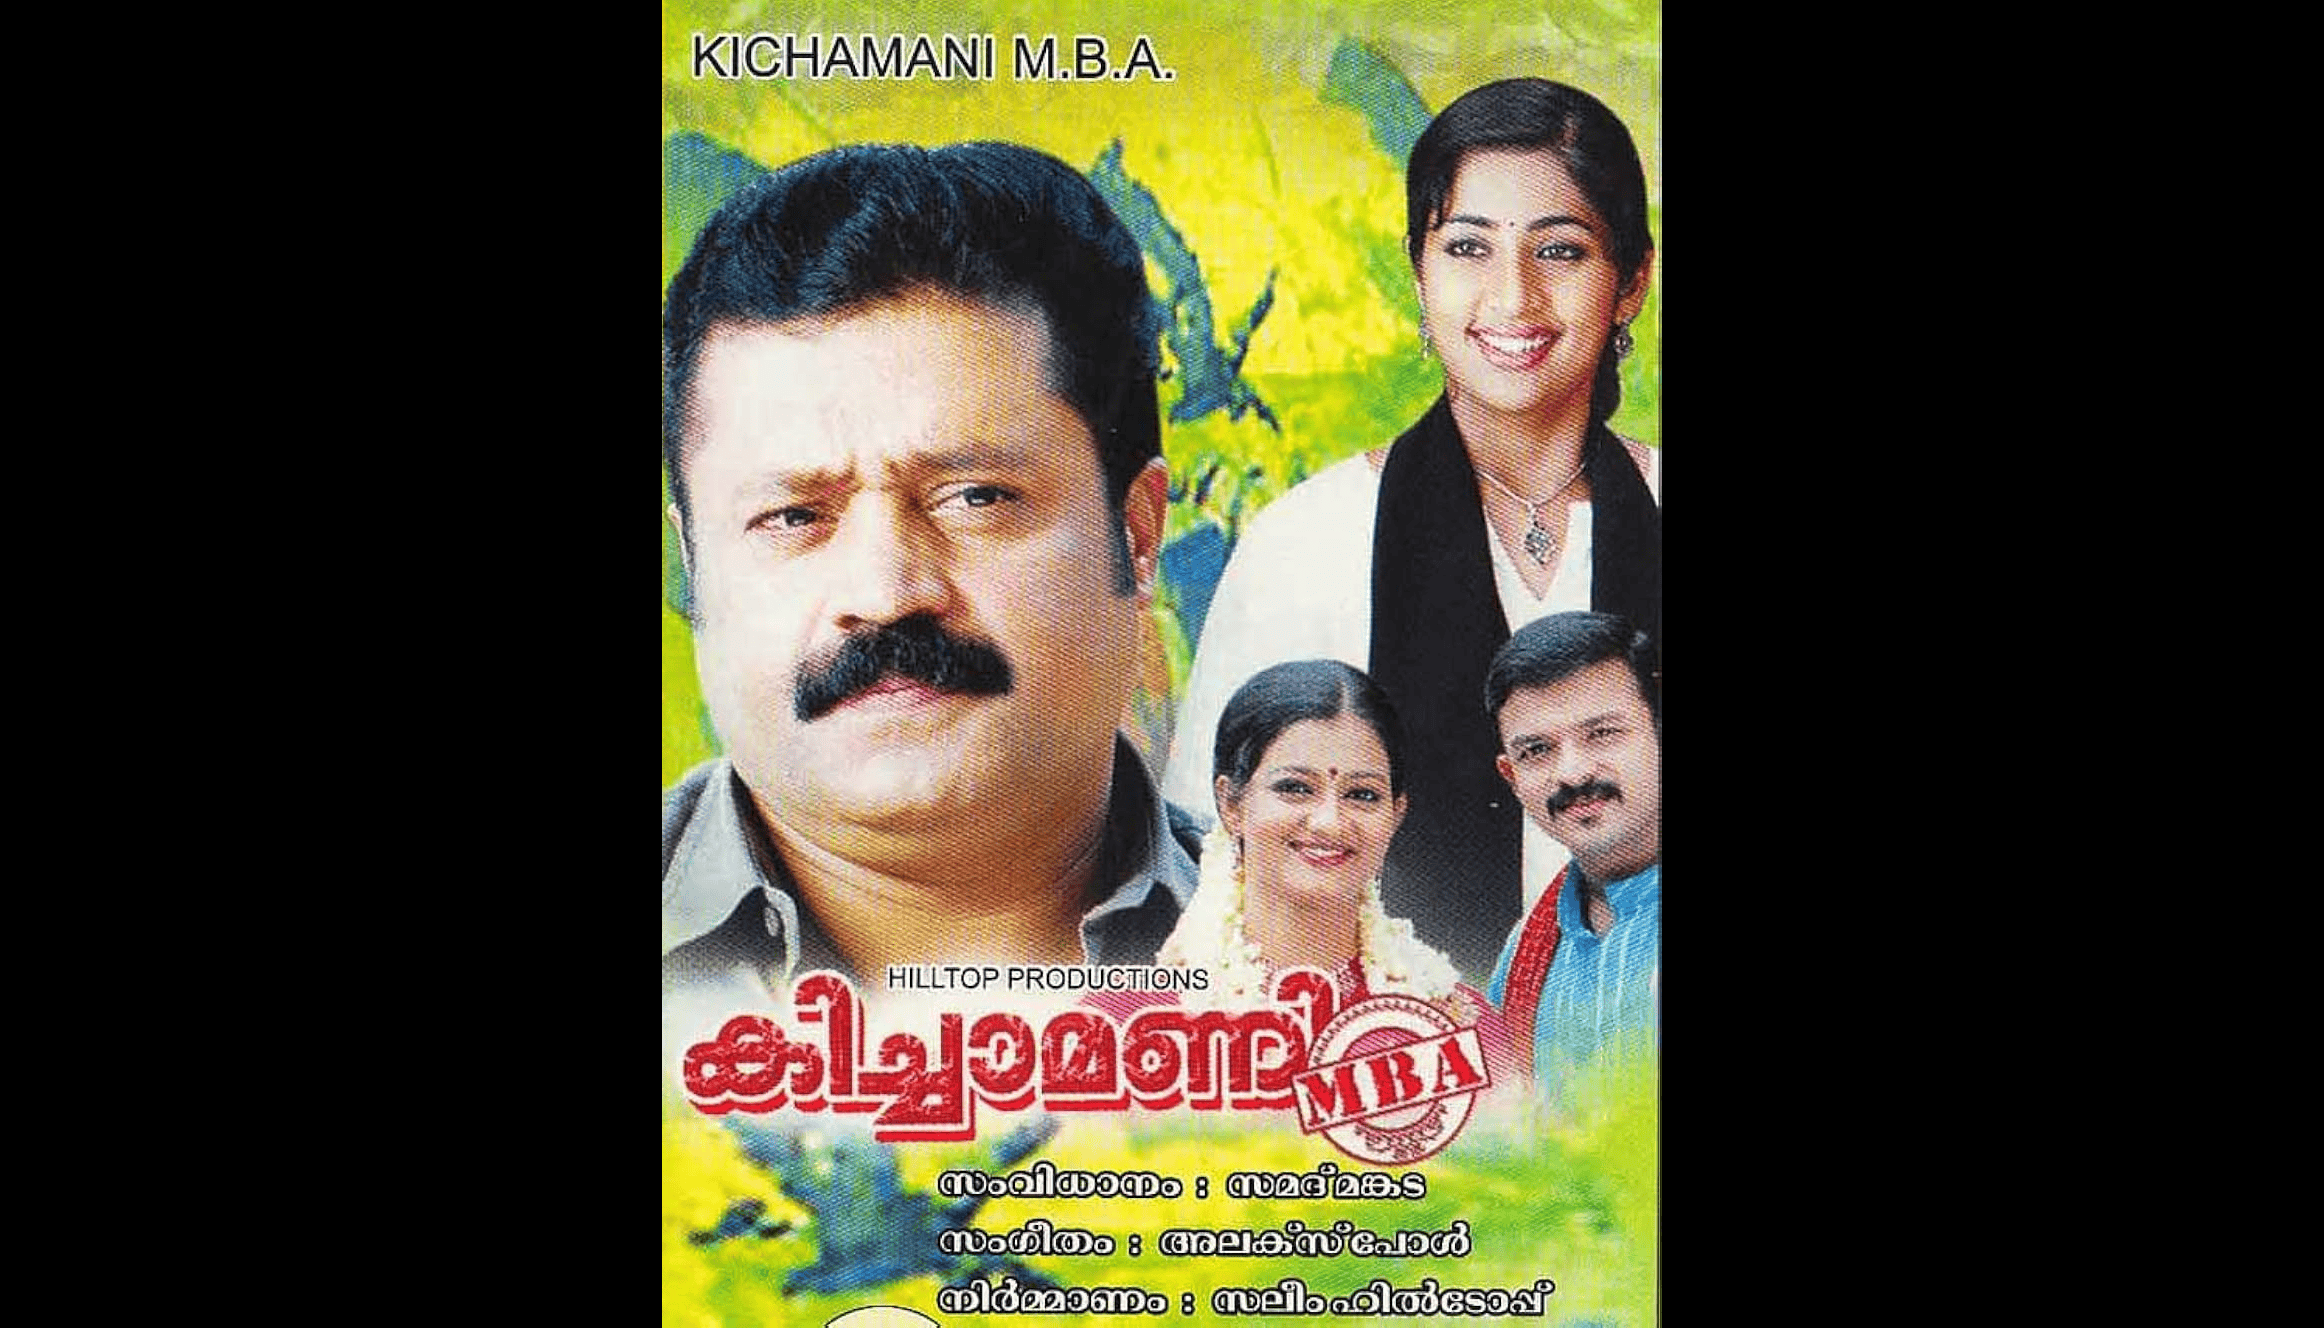 KICHAMANI M.B.A.
HILLTOP PRODUCTIONS
കിച്ചാമണി
MBA
സംവിധാനം : സമദ് മങ്കട
സംഗീതം : അലക്സ് പോൾ
നിർമ്മാണം : സലീം ഹിൽടോപ്പ്